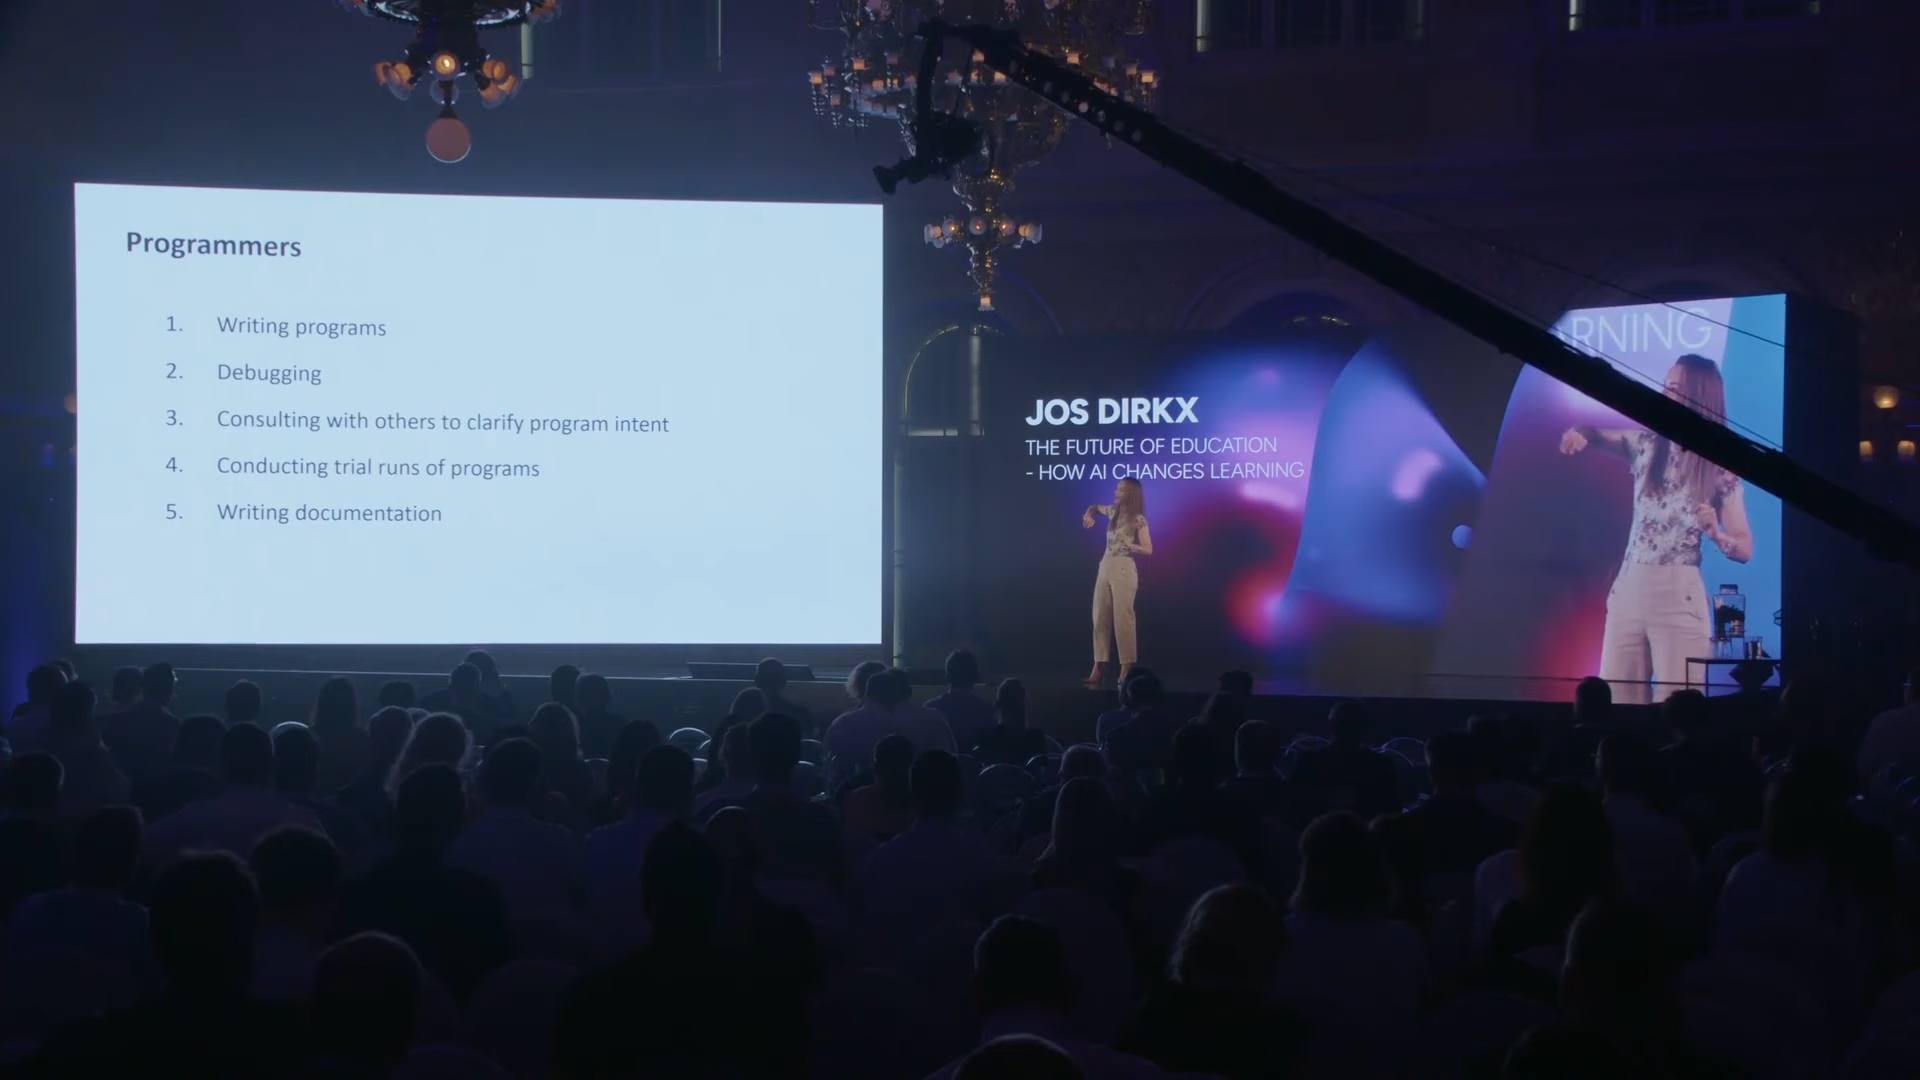 Programmers
1. Writing programs
2. Debugging
3. Consulting with others to clarify program intent
4. Conducting trial runs of programs
5. Writing documentation
JOS DIRKX
THE FUTURE OF EDUCATION
- HOW AI CHANGES LEARNING
ARNING